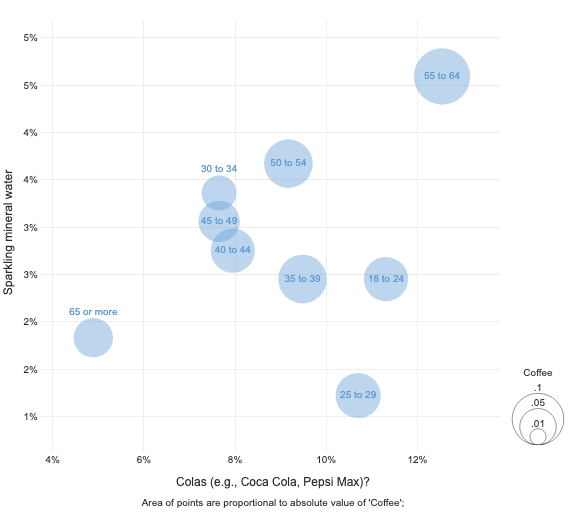 5%
5%
4%
4%
3%
3%
2%
2%
1%
Sparkling mineral water
55 to 64
50 to 54
30 to 34
45 to 49
40 to 44
35 to 39
18 to 24
65 or more
25 to 29
Coffee
.1
.05
.01
4%
6%
8%
10%
12%
Colas (e.g., Coca Cola, Pepsi Max)?
Area of points are proportional to absolute value of 'Coffee';